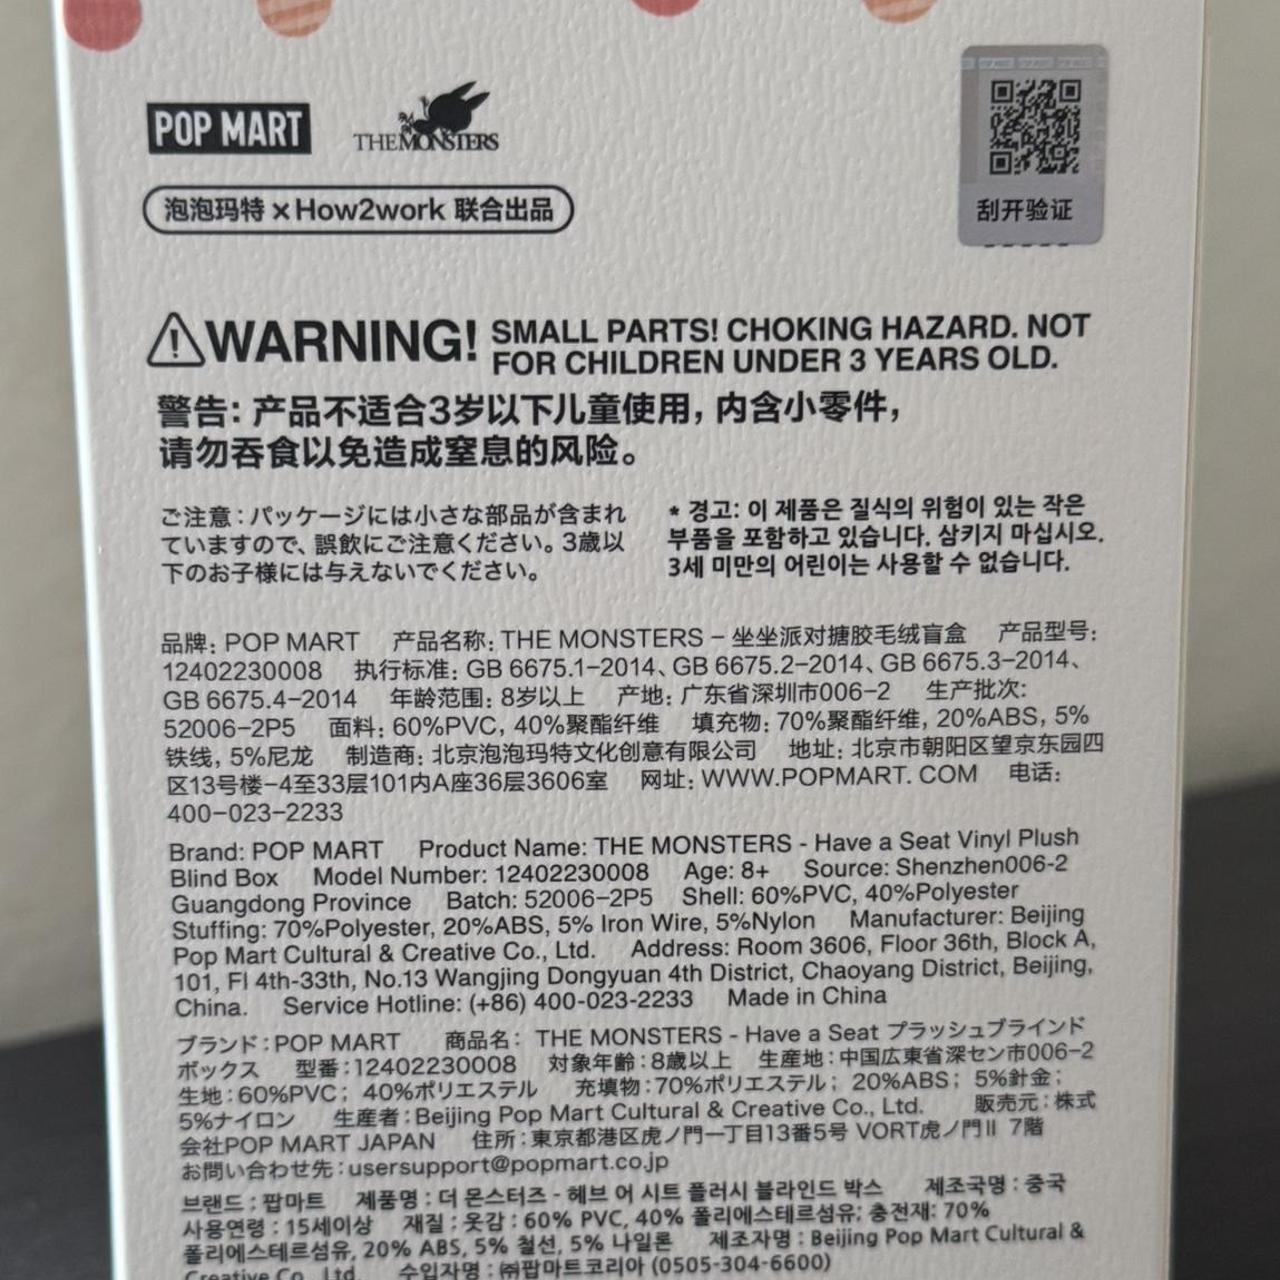 POP MART
THE MONSTERS
泡泡玛特×How2work 联合出品
刮开验证
WARNING! SMALL PARTS! CHOKING HAZARD. NOT
FOR CHILDREN UNDER 3 YEARS OLD.
警告: 产品不适合3岁以下儿童使用, 内含小零件,
请勿吞食以免造成窒息的风险。
ご注意:パッケージには小さな部品が含まれ
ていますので、誤飲にご注意ください。3歳以
下のお子様には与えないでください。
* 경고: 이 제품은 질식의 위험이 있는 작은
부품을 포함하고 있습니다. 삼키지 마십시오.
3세 미만의 어린이는 사용할 수 없습니다.
品牌: POP MART 产品名称: THE MONSTERS – 坐坐派对搪胶毛绒盲盒 产品型号:
12402230008 执行标准: GB 6675.1-2014、GB 6675.2-2014、GB 6675.3-2014、
GB 6675.4-2014 年龄范围: 8岁以上 产地: 广东省深圳市006-2 生产批次:
52006-2P5 面料: 60%PVC, 40%聚酯纤维 填充物: 70%聚酯纤维, 20%ABS, 5%
铁线, 5%尼龙 制造商: 北京泡泡玛特文化创意有限公司 地址: 北京市朝阳区望京东园四
区13号楼-4至33层101内A座36层3606室 网址: WWW.POPMART. COM 电话:
400-023-2233
Brand: POP MART Product Name: THE MONSTERS - Have a Seat Vinyl Plush
Blind Box Model Number: 12402230008 Age: 8+ Source: Shenzhen006-2
Guangdong Province Batch: 52006-2P5 Shell: 60%PVC, 40%Polyester
Stuffing: 70%Polyester, 20%ABS, 5% Iron Wire, 5%Nylon Manufacturer: Beijing
Pop Mart Cultural & Creative Co., Ltd. Address: Room 3606, Floor 36th, Block A,
101, Fl 4th-33th, No.13 Wangjing Dongyuan 4th District, Chaoyang District, Beijing,
China. Service Hotline: (+86) 400-023-2233 Made in China
ブランド:POP MART 商品名: THE MONSTERS - Have a Seat プラッシュブラインド
ボックス 型番:12402230008 対象年齢:8歳以上 生産地:中国広東省深セン市006-2
生地:60%PVC; 40%ポリエステル 充填物:70%ポリエステル; 20%ABS; 5%針金;
5%ナイロン 生産者:Beijing Pop Mart Cultural & Creative Co., Ltd. 販売元:株式
会社POP MART JAPAN 住所:東京都港区虎ノ門一丁目13番5号 VORT虎ノ門II 7階
お問い合わせ先:usersupport@popmart.co.jp
브랜드 : 팝마트 제품명 : 더 몬스터즈 - 헤브 어 시트 플러시 블라인드 박스 제조국명 : 중국
사용연령 : 15세이상 재질 : 옷감 : 60% PVC, 40% 폴리에스테르섬유; 충전재: 70%
폴리에스테르섬유, 20% ABS, 5% 철선, 5% 나일론 제조자명 : Beijing Pop Mart Cultural &
Creative Co., Ltd. 수입자명 : ㈜팝마트코리아 (0505-304-6600)